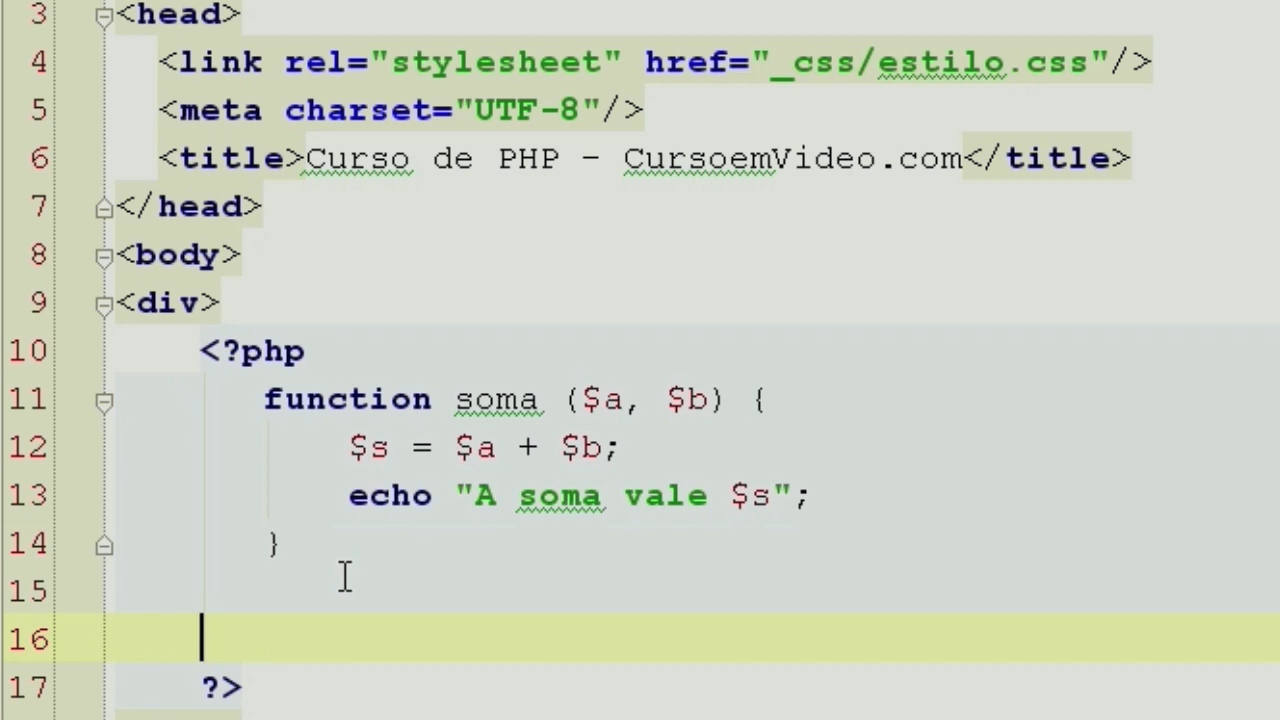 3 <head>
4 <link rel="stylesheet" href="_css/estilo.css"/>
5 <meta charset="UTF-8"/>
6 <title>Curso de PHP - CursoemVideo.com</title>
7 </head>
8 <body>
9 <div>
10 <?php
11 function soma ($a, $b) {
12 $s = $a + $b;
13 echo "A soma vale $s";
14 }
15
16
17 ?>